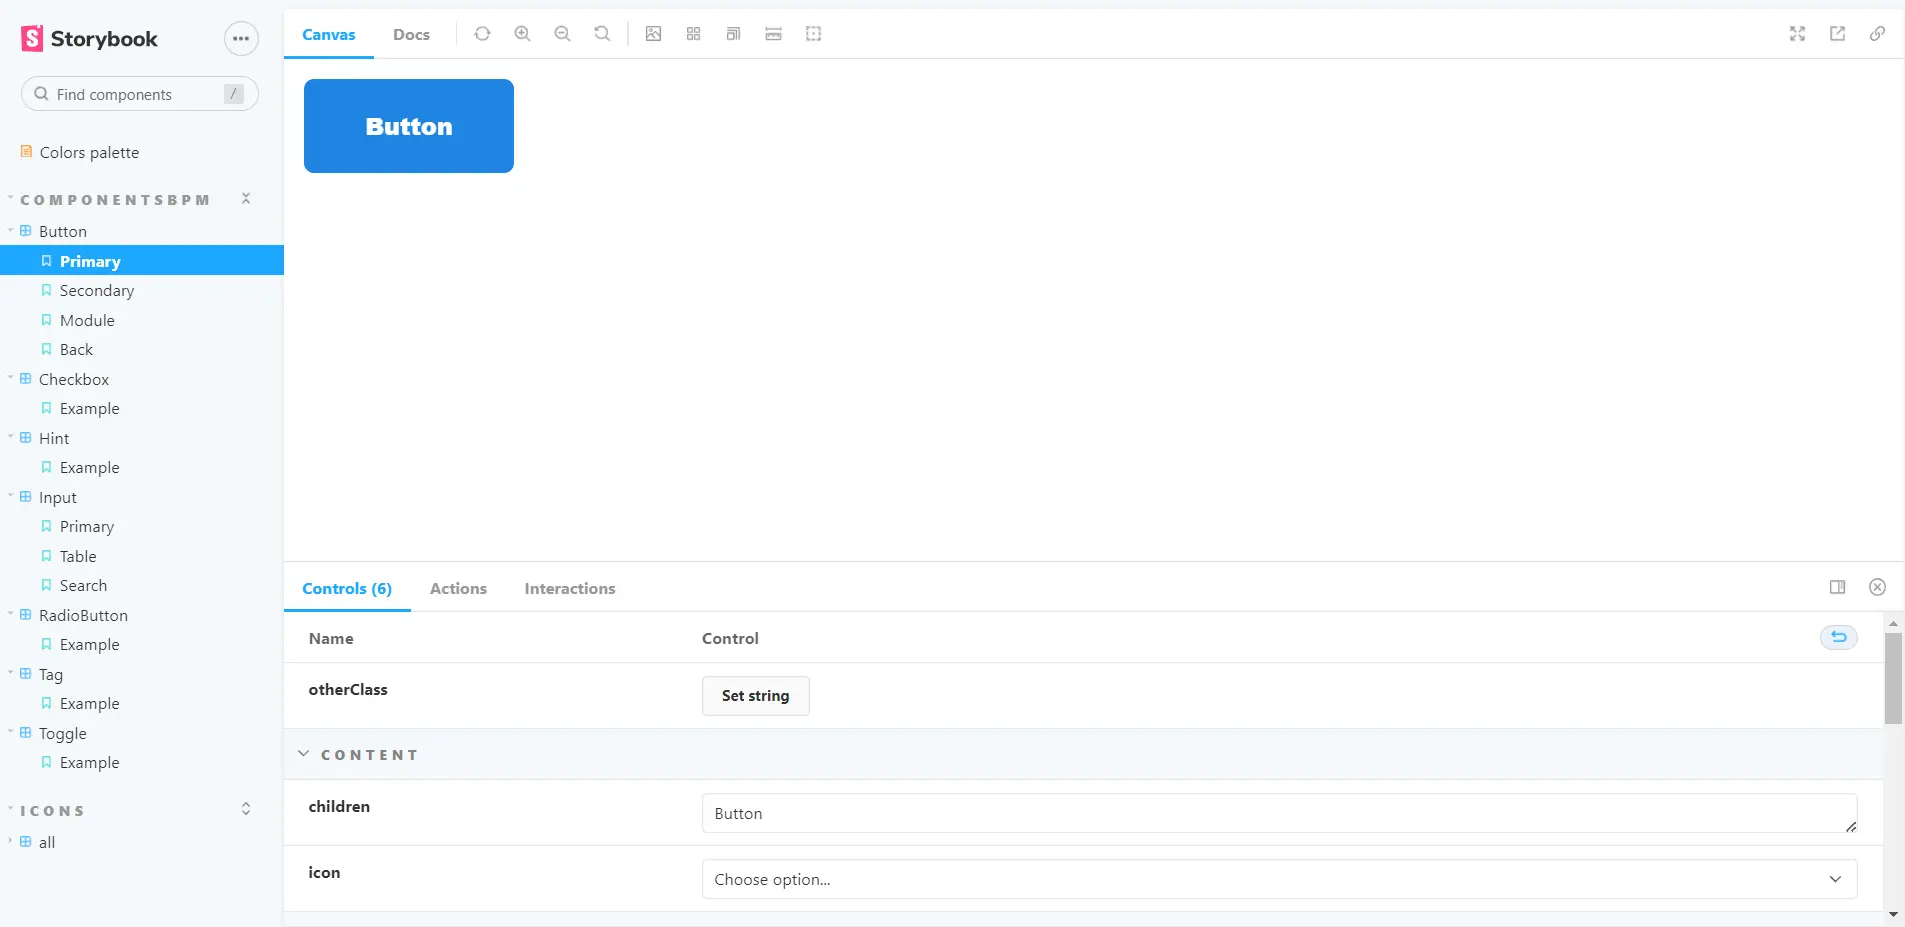 Storybook
Find components
/
Colors palette
COMPONENTSBPM
Button
Primary
Secondary
Module
Back
Checkbox
Example
Hint
Example
Input
Primary
Table
Search
RadioButton
Example
Tag
Example
Toggle
Example
ICONS
all
Canvas Docs
Button
Controls (6) Actions Interactions
Name Control
otherClass Set string
CONTENT
children Button
icon Choose option...